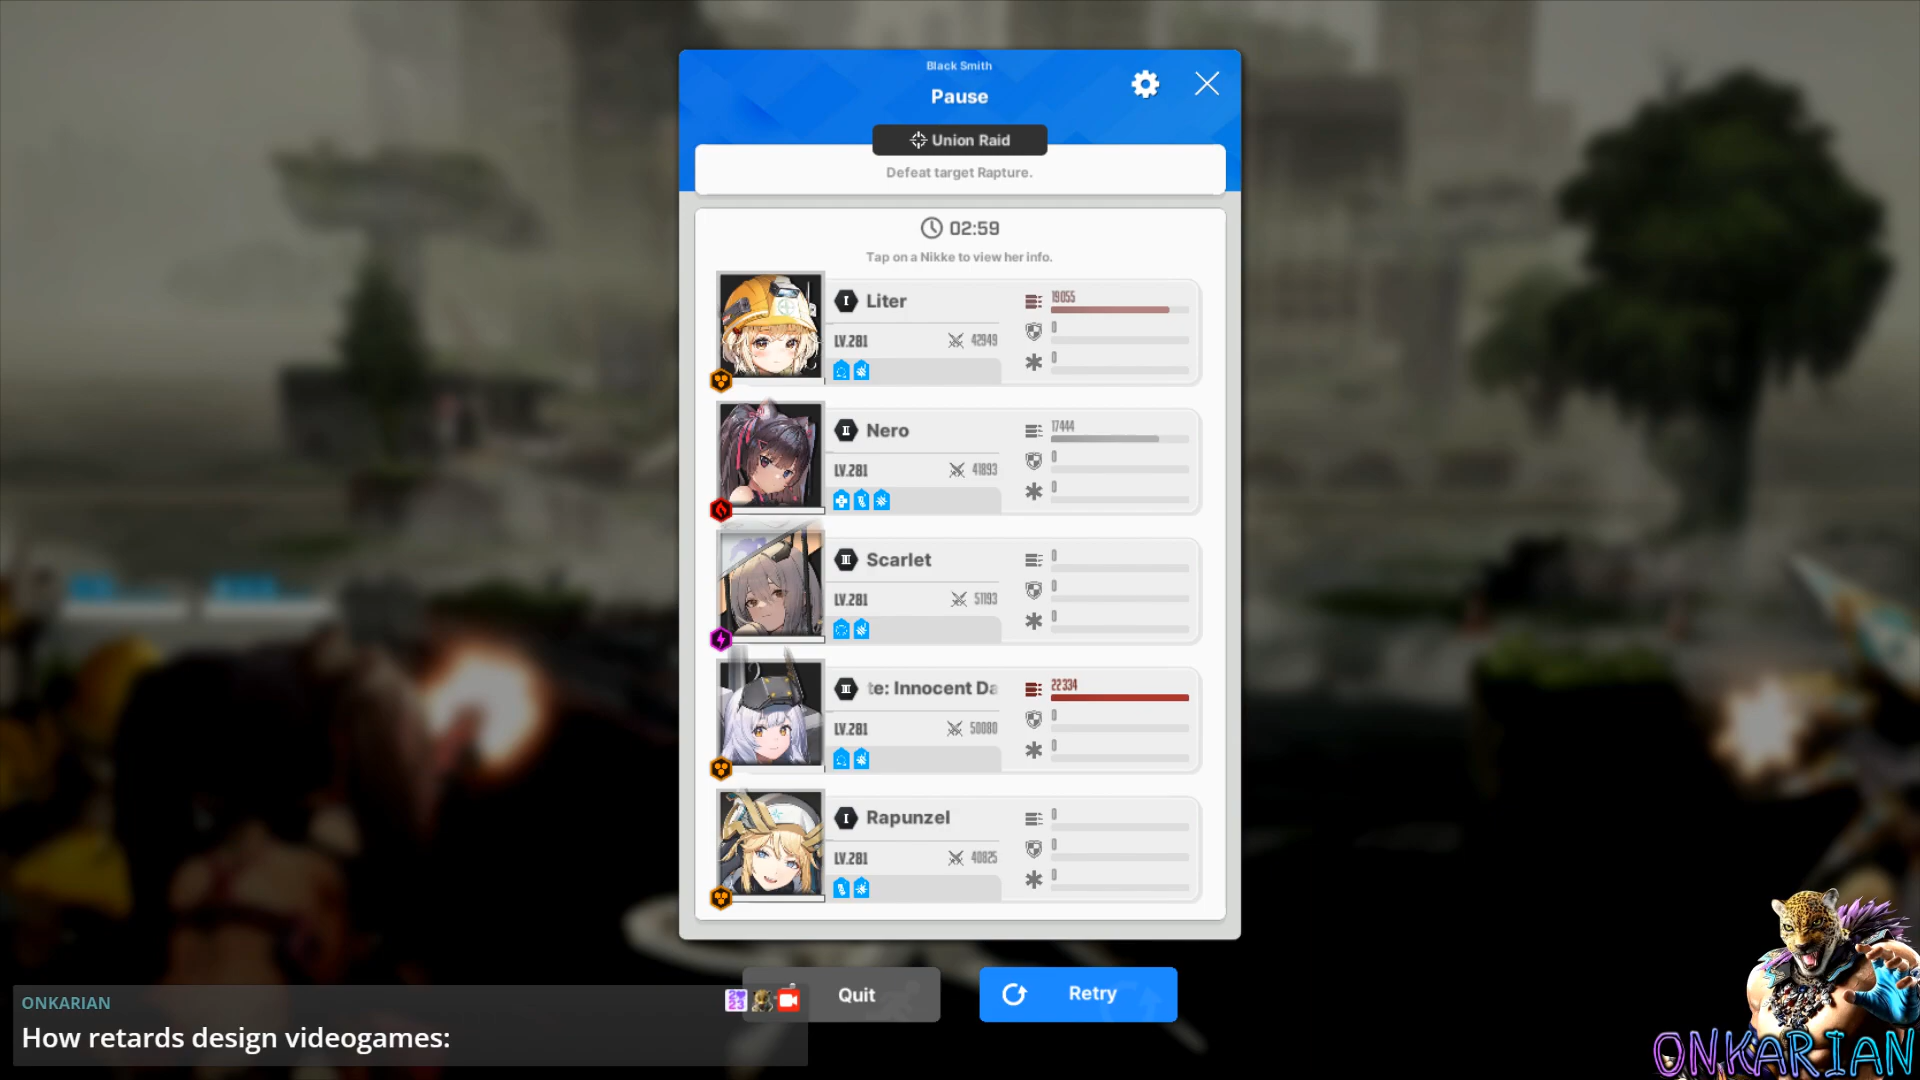 Black Smith
Pause
Union Raid
Defeat target Rapture.
02:59
Tap on a Nikke to view her info.
I Liter
19055
0
LV.281 42949
0
II Nero
17444
0
LV.281 41893
0
III Scarlet
0
0
LV.281 51193
0
III te: Innocent Da
22334
0
LV.281 50080
0
I Rapunzel
0
0
LV.281 40825
0
Quit
Retry
ONKARIAN
How retards design videogames:
ONKARIAN